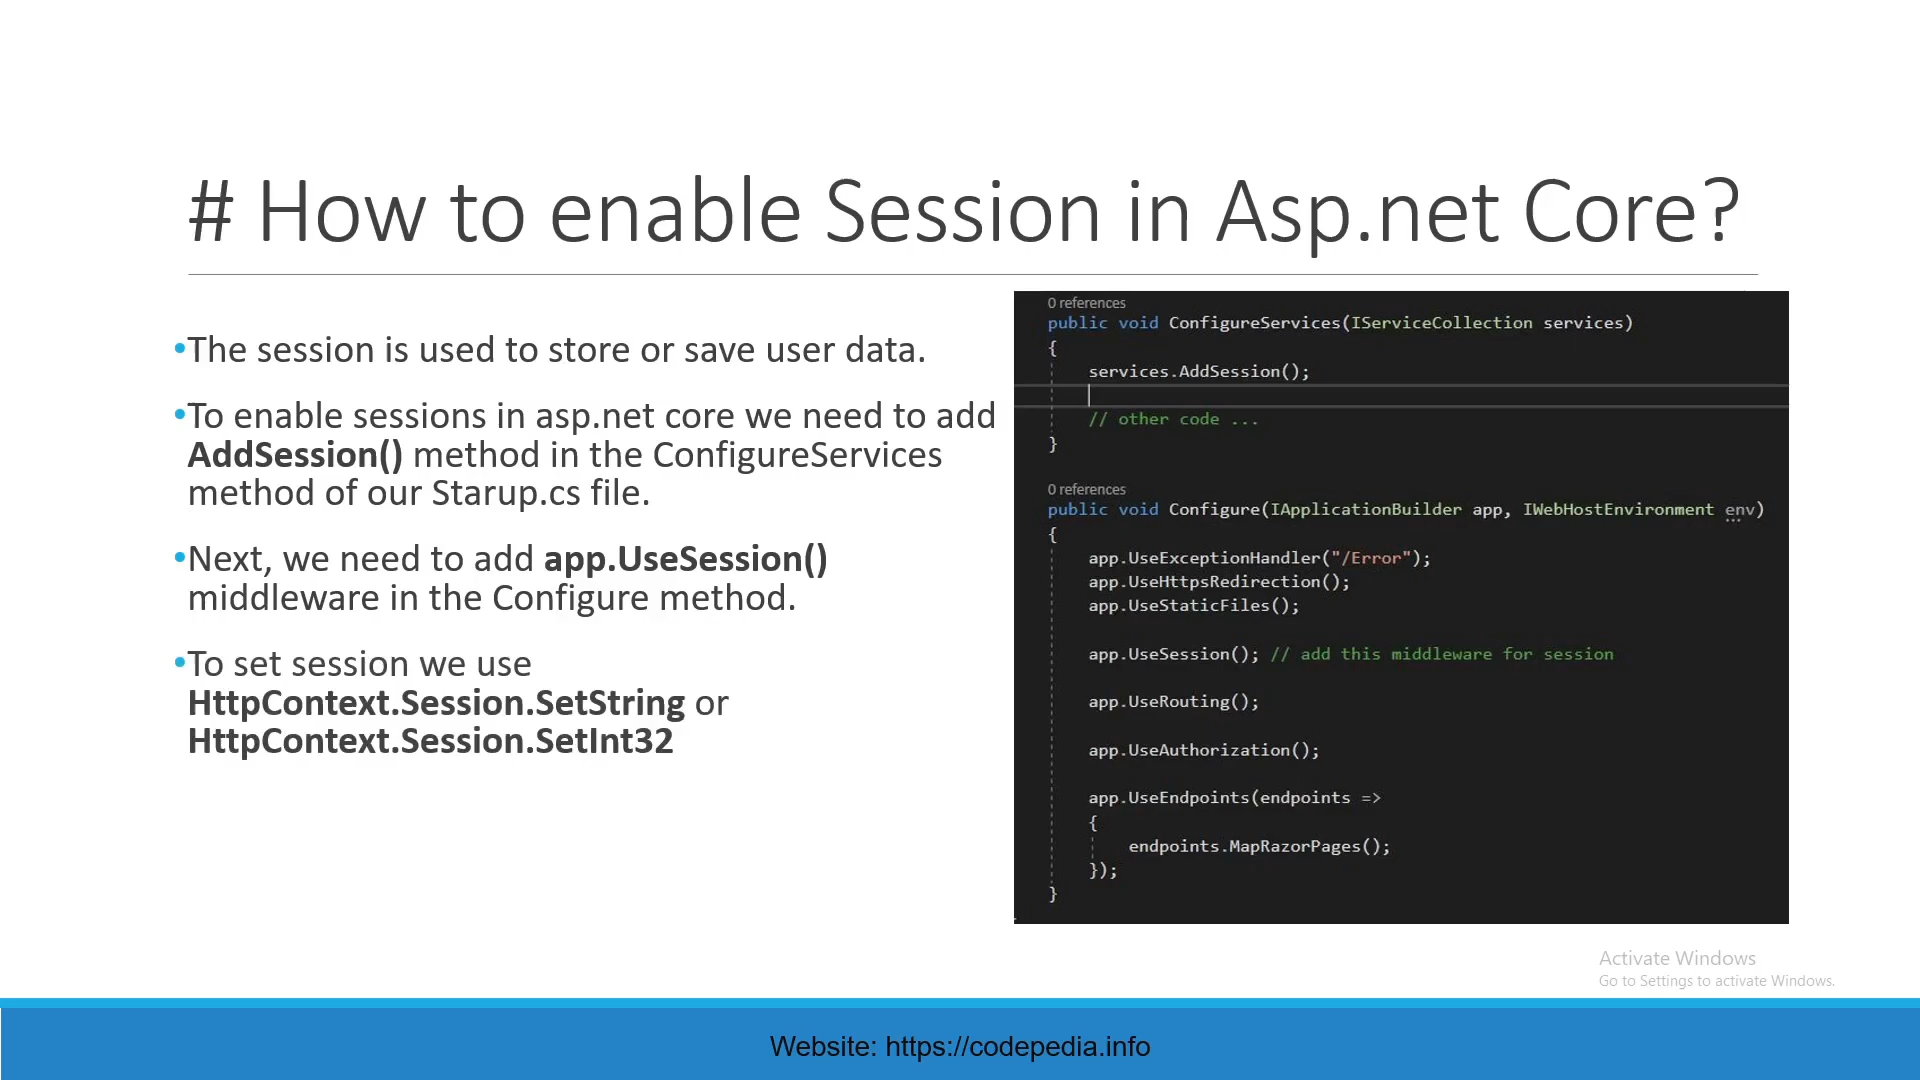 # How to enable Session in Asp.net Core?
•The session is used to store or save user data.
•To enable sessions in asp.net core we need to add
AddSession() method in the ConfigureServices
method of our Starup.cs file.
•Next, we need to add app.UseSession()
middleware in the Configure method.
•To set session we use
HttpContext.Session.SetString or
HttpContext.Session.SetInt32
0 references
public void ConfigureServices(IServiceCollection services)
{
services.AddSession();
// other code ...
}
0 references
public void Configure(IApplicationBuilder app, IWebHostEnvironment env)
{
app.UseExceptionHandler("/Error");
app.UseHttpsRedirection();
app.UseStaticFiles();
app.UseSession(); // add this middleware for session
app.UseRouting();
app.UseAuthorization();
app.UseEndpoints(endpoints =>
{
endpoints.MapRazorPages();
});
}
Activate Windows
Go to Settings to activate Windows.
Website: https://codepedia.info